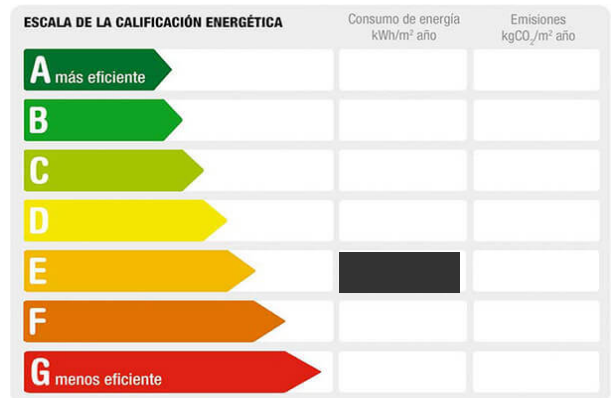 ESCALA DE LA CALIFICACIÓN ENERGÉTICA
Consumo de energía
kWh/m² año
Emisiones
kgCO₂/m² año
A más eficiente
B
C
D
E
F
G menos eficiente